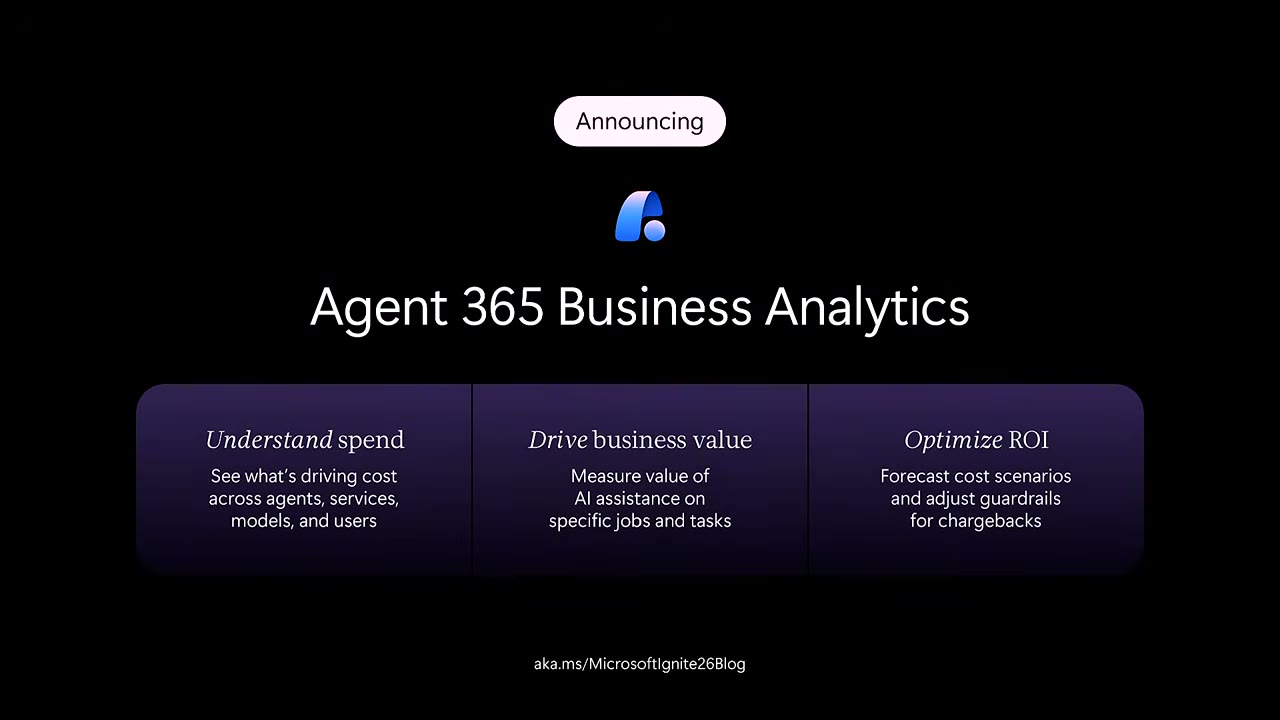 Announcing
Agent 365 Business Analytics
Understand spend
See what’s driving cost
across agents, services,
models, and users
Drive business value
Measure value of
AI assistance on
specific jobs and tasks
Optimize ROI
Forecast cost scenarios
and adjust guardrails
for chargebacks
aka.ms/MicrosoftIgnite26Blog